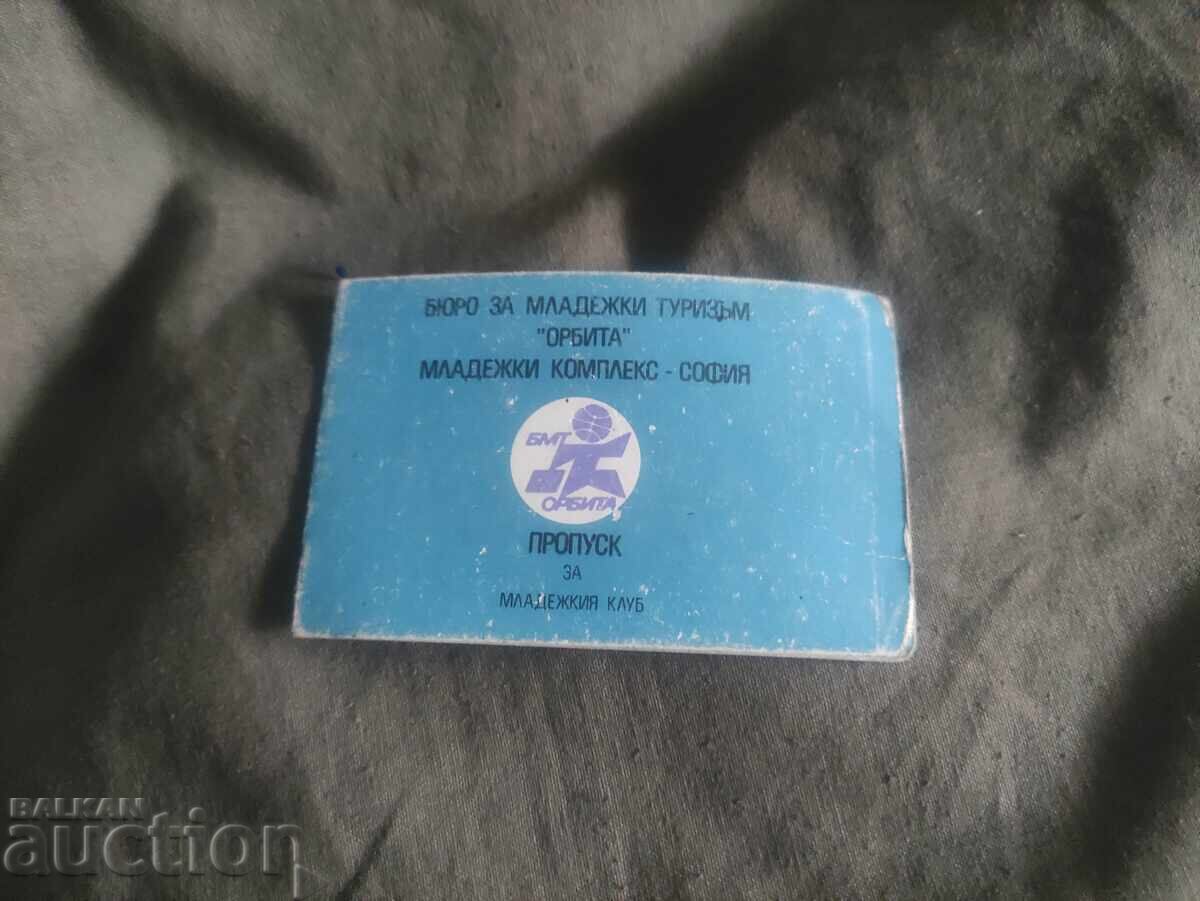 БЮРО ЗА МЛАДЕЖКИ ТУРИЗЪМ
"ОРБИТА"
МЛАДЕЖКИ КОМПЛЕКС - СОФИЯ
БМТ
ОРБИТА
ПРОПУСК
ЗА
МЛАДЕЖКИЯ КЛУБ
BALKAN
auction